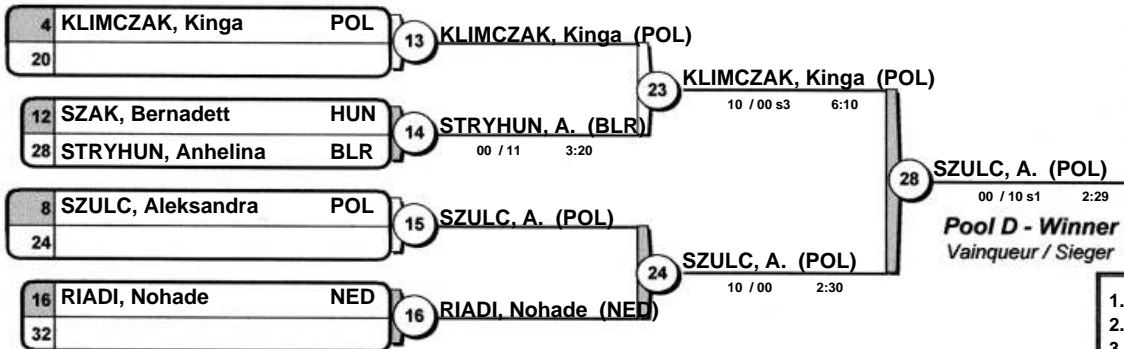 4 KLIMCZAK, Kinga POL
20
13 KLIMCZAK, Kinga (POL)
12 SZAK, Bernadett HUN
28 STRYHUN, Anhelina BLR
14 STRYHUN, A. (BLR)
00 / 11 3:20
23 KLIMCZAK, Kinga (POL)
10 / 00 s3 6:10
8 SZULC, Aleksandra POL
24
15 SZULC, A. (POL)
16 RIADI, Nohade NED
32
16 RIADI, Nohade (NED)
24 SZULC, A. (POL)
10 / 00 2:30
28 SZULC, A. (POL)
00 / 10 s1 2:29
Pool D - Winner
Vainqueur / Sieger
1.
2.
3